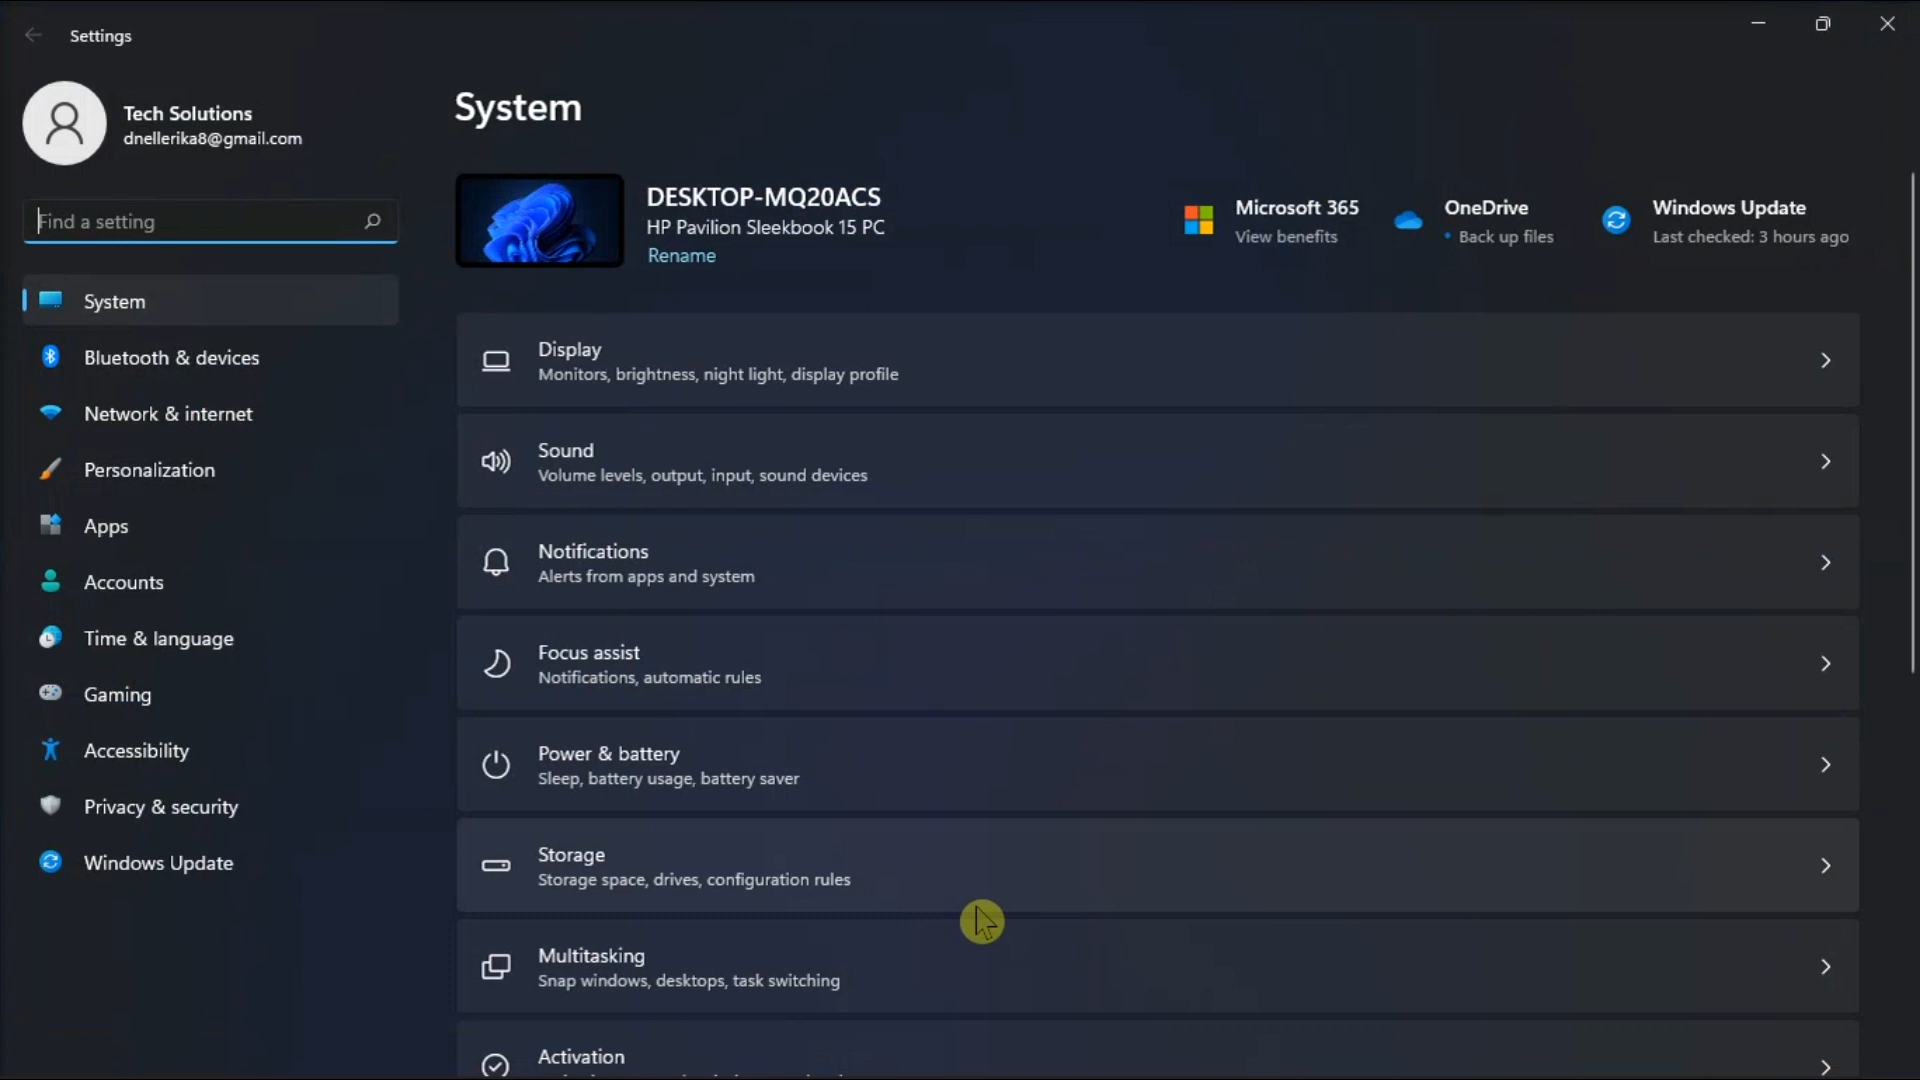 Settings
Tech Solutions
dnellerika8@gmail.com
Find a setting
System
Bluetooth & devices
Network & internet
Personalization
Apps
Accounts
Time & language
Gaming
Accessibility
Privacy & security
Windows Update
System
DESKTOP-MQ20ACS
HP Pavilion Sleekbook 15 PC
Rename
Microsoft 365
View benefits
OneDrive
• Back up files
Windows Update
Last checked: 3 hours ago
Display
Monitors, brightness, night light, display profile
Sound
Volume levels, output, input, sound devices
Notifications
Alerts from apps and system
Focus assist
Notifications, automatic rules
Power & battery
Sleep, battery usage, battery saver
Storage
Storage space, drives, configuration rules
Multitasking
Snap windows, desktops, task switching
Activation